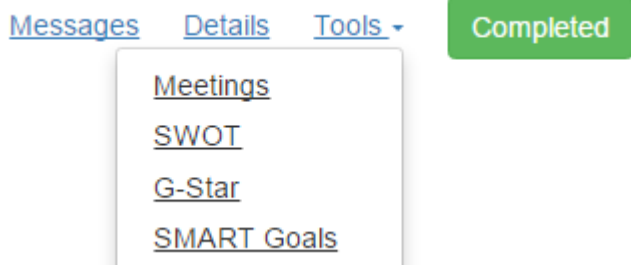 Messages Details Tools Completed
Meetings
SWOT
G-Star
SMART Goals